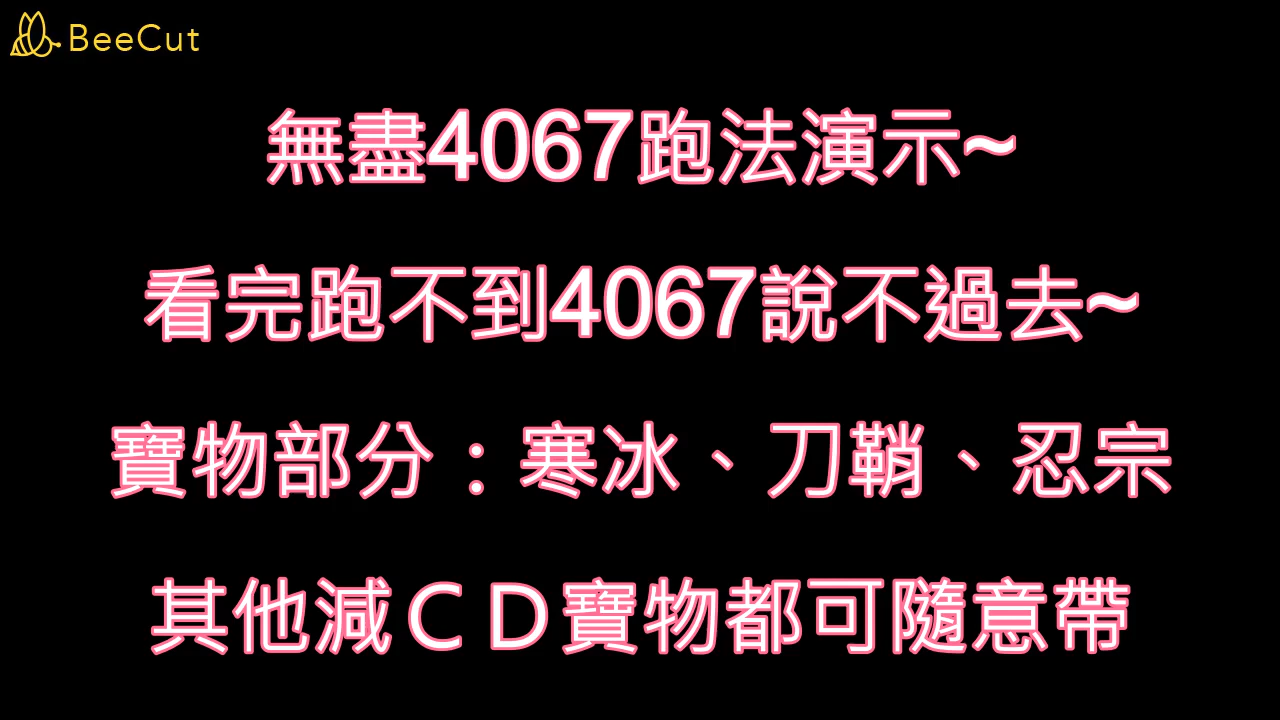 BeeCut
無盡4067跑法演示~
看完跑不到4067說不過去~
寶物部分：寒冰、刀鞘、忍宗
其他減ＣＤ寶物都可隨意帶